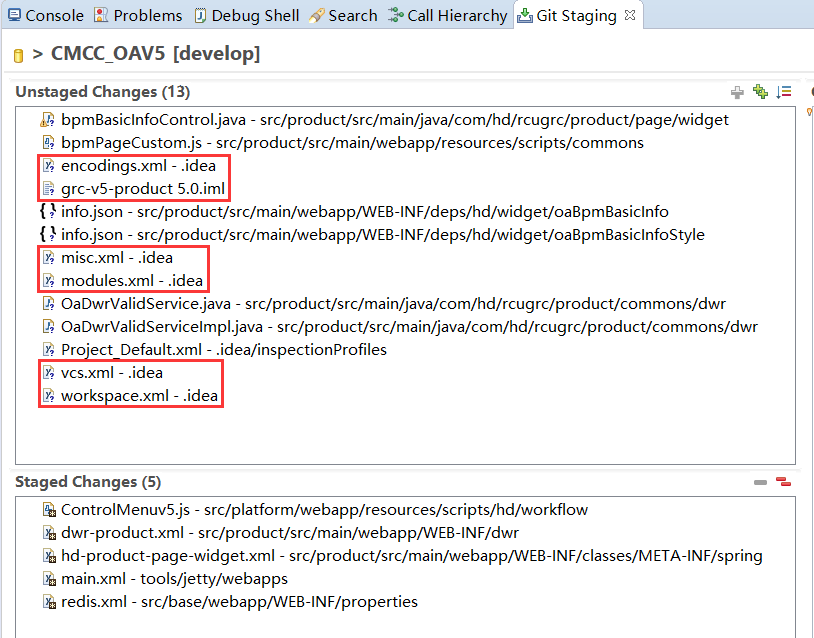 Console Problems Debug Shell Search Call Hierarchy Git Staging
> CMCC_OAV5 [develop]
Unstaged Changes (13)
bpmBasicInfoControl.java - src/product/src/main/java/com/hd/rcugrc/product/page/widget
bpmPageCustom.js - src/product/src/main/webapp/resources/scripts/commons
encodings.xml - .idea
grc-v5-product 5.0.iml
info.json - src/product/src/main/webapp/WEB-INF/deps/hd/widget/oaBpmBasicInfo
info.json - src/product/src/main/webapp/WEB-INF/deps/hd/widget/oaBpmBasicInfoStyle
misc.xml - .idea
modules.xml - .idea
OaDwrValidService.java - src/product/src/main/java/com/hd/rcugrc/product/commons/dwr
OaDwrValidServiceImpl.java - src/product/src/main/java/com/hd/rcugrc/product/commons/dwr
Project_Default.xml - .idea/inspectionProfiles
vcs.xml - .idea
workspace.xml - .idea
Staged Changes (5)
ControlMenuv5.js - src/platform/webapp/resources/scripts/hd/workflow
dwr-product.xml - src/product/src/main/webapp/WEB-INF/dwr
hd-product-page-widget.xml - src/product/src/main/webapp/WEB-INF/classes/META-INF/spring
main.xml - tools/jetty/webapps
redis.xml - src/base/webapp/WEB-INF/properties